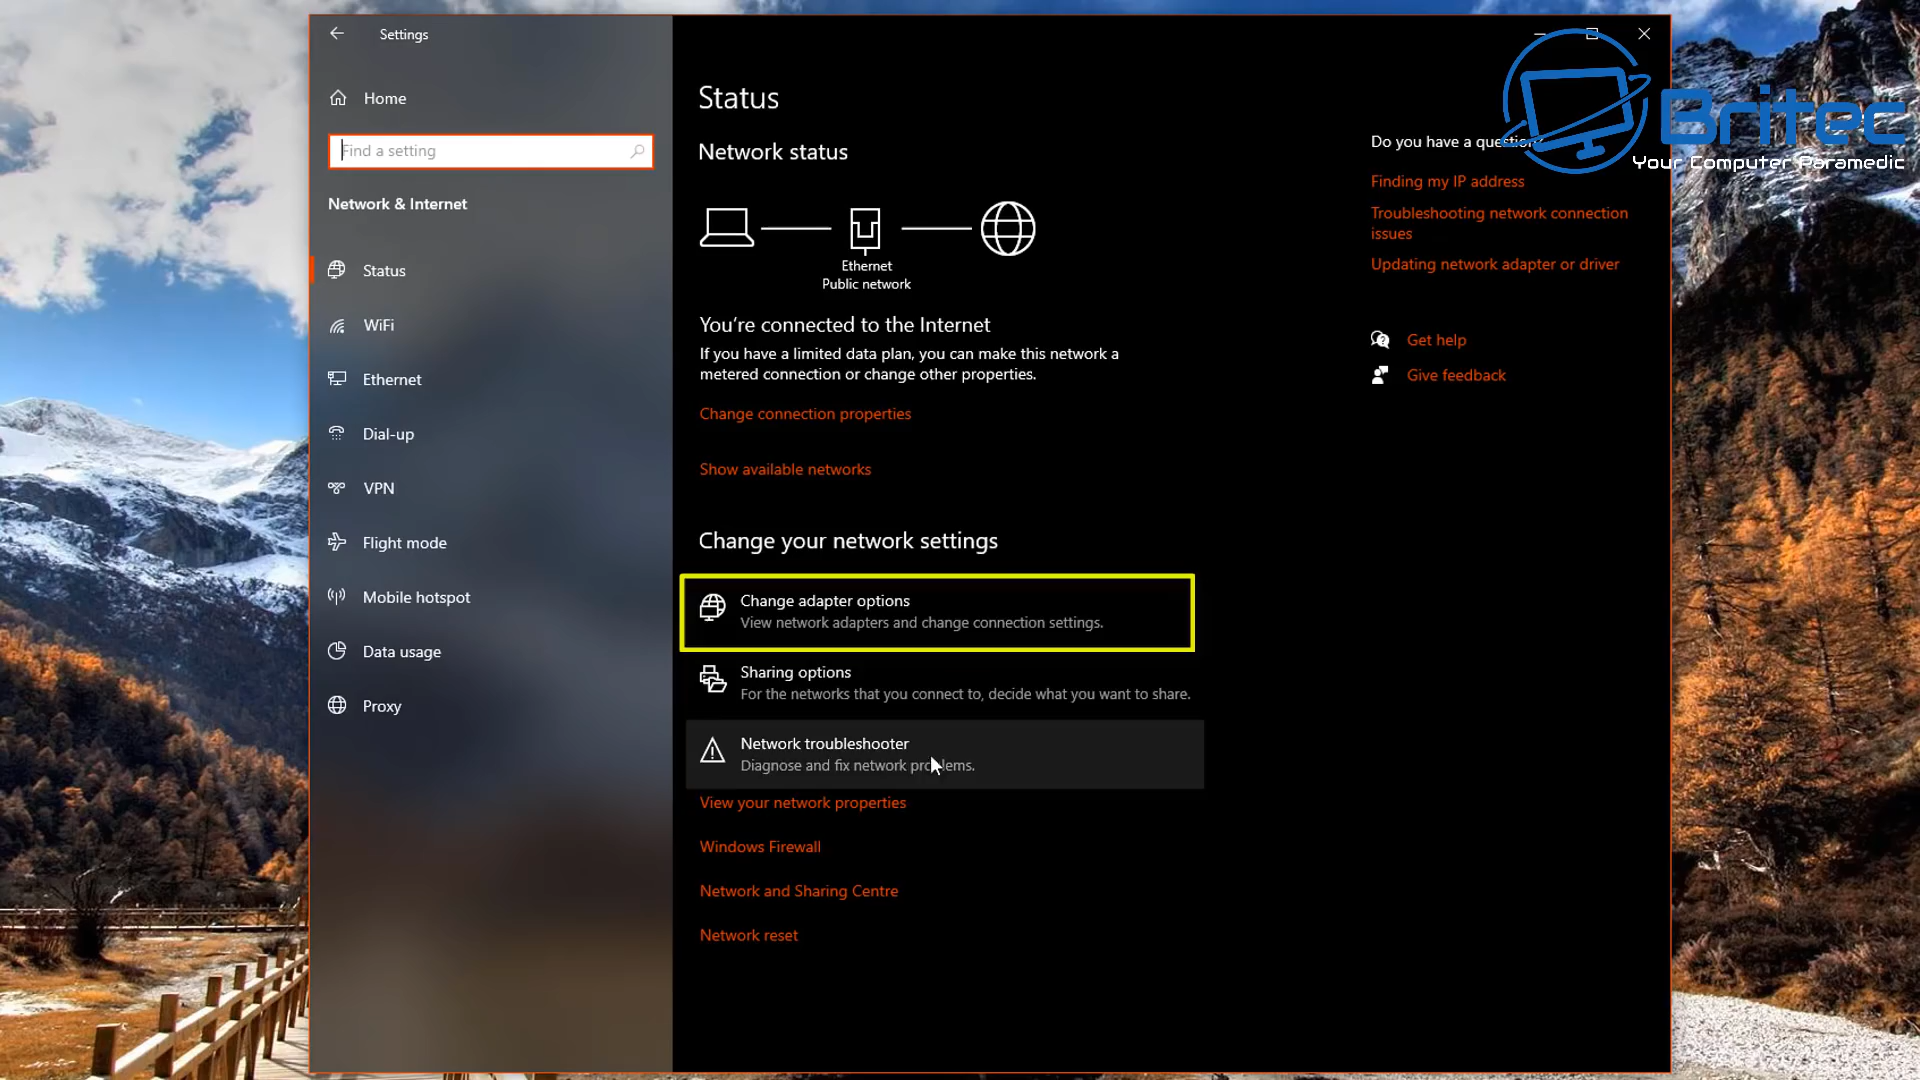 Settings
Home
Find a setting
Network & Internet
Status
WiFi
Ethernet
Dial-up
VPN
Flight mode
Mobile hotspot
Data usage
Proxy
Status
Network status
Ethernet
Public network
You're connected to the Internet
If you have a limited data plan, you can make this network a
metered connection or change other properties.
Change connection properties
Show available networks
Change your network settings
Change adapter options
View network adapters and change connection settings.
Sharing options
For the networks that you connect to, decide what you want to share.
Network troubleshooter
Diagnose and fix network problems.
View your network properties
Windows Firewall
Network and Sharing Centre
Network reset
Do you have a question?
Finding my IP address
Troubleshooting network connection
issues
Updating network adapter or driver
Get help
Give feedback
Britec
Your Computer Paramedic